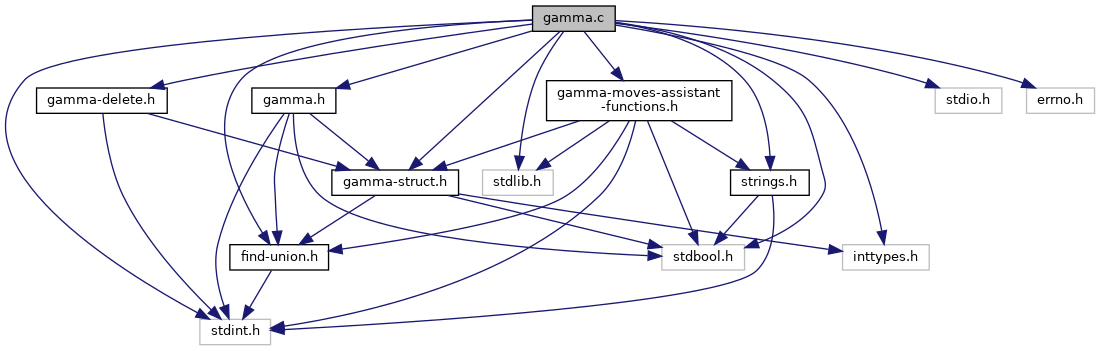 gamma.c
gamma-delete.h
gamma.h
gamma-moves-assistant
-functions.h
stdio.h
errno.h
gamma-struct.h
stdlib.h
strings.h
find-union.h
stdbool.h
inttypes.h
stdint.h